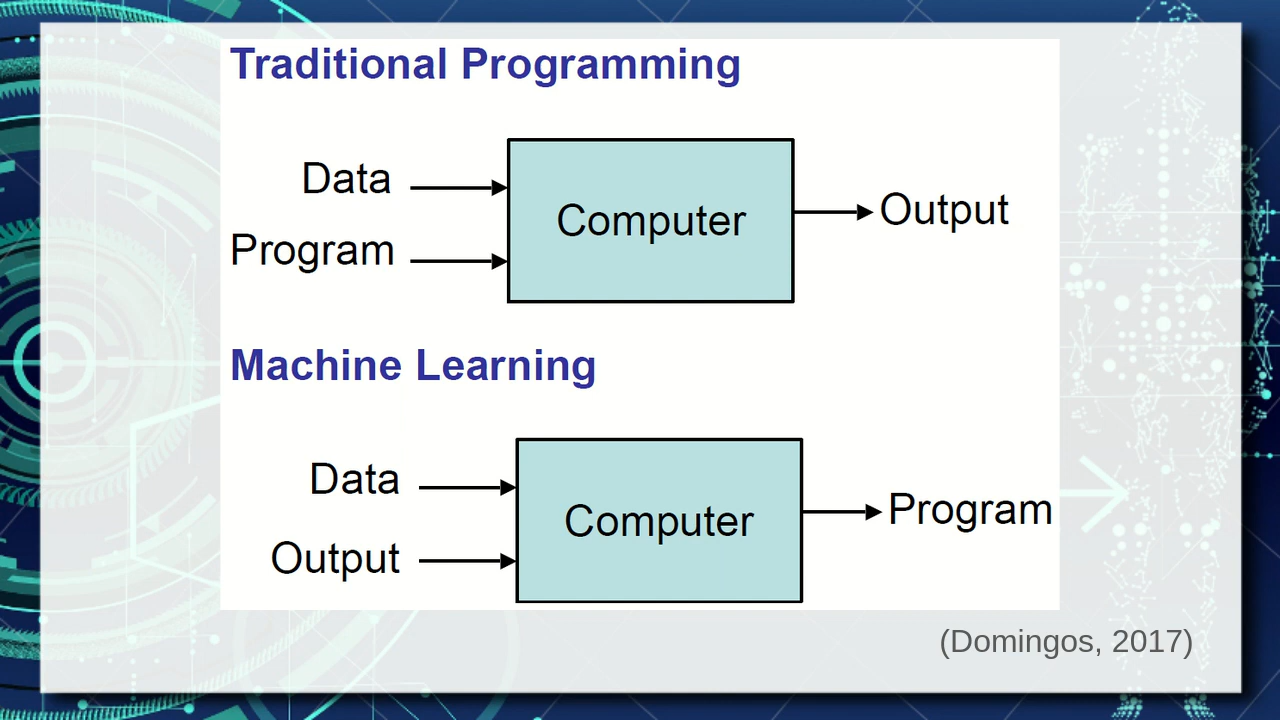 Traditional Programming
Data
Program
Computer
Output
Machine Learning
Data
Output
Computer
Program
(Domingos, 2017)